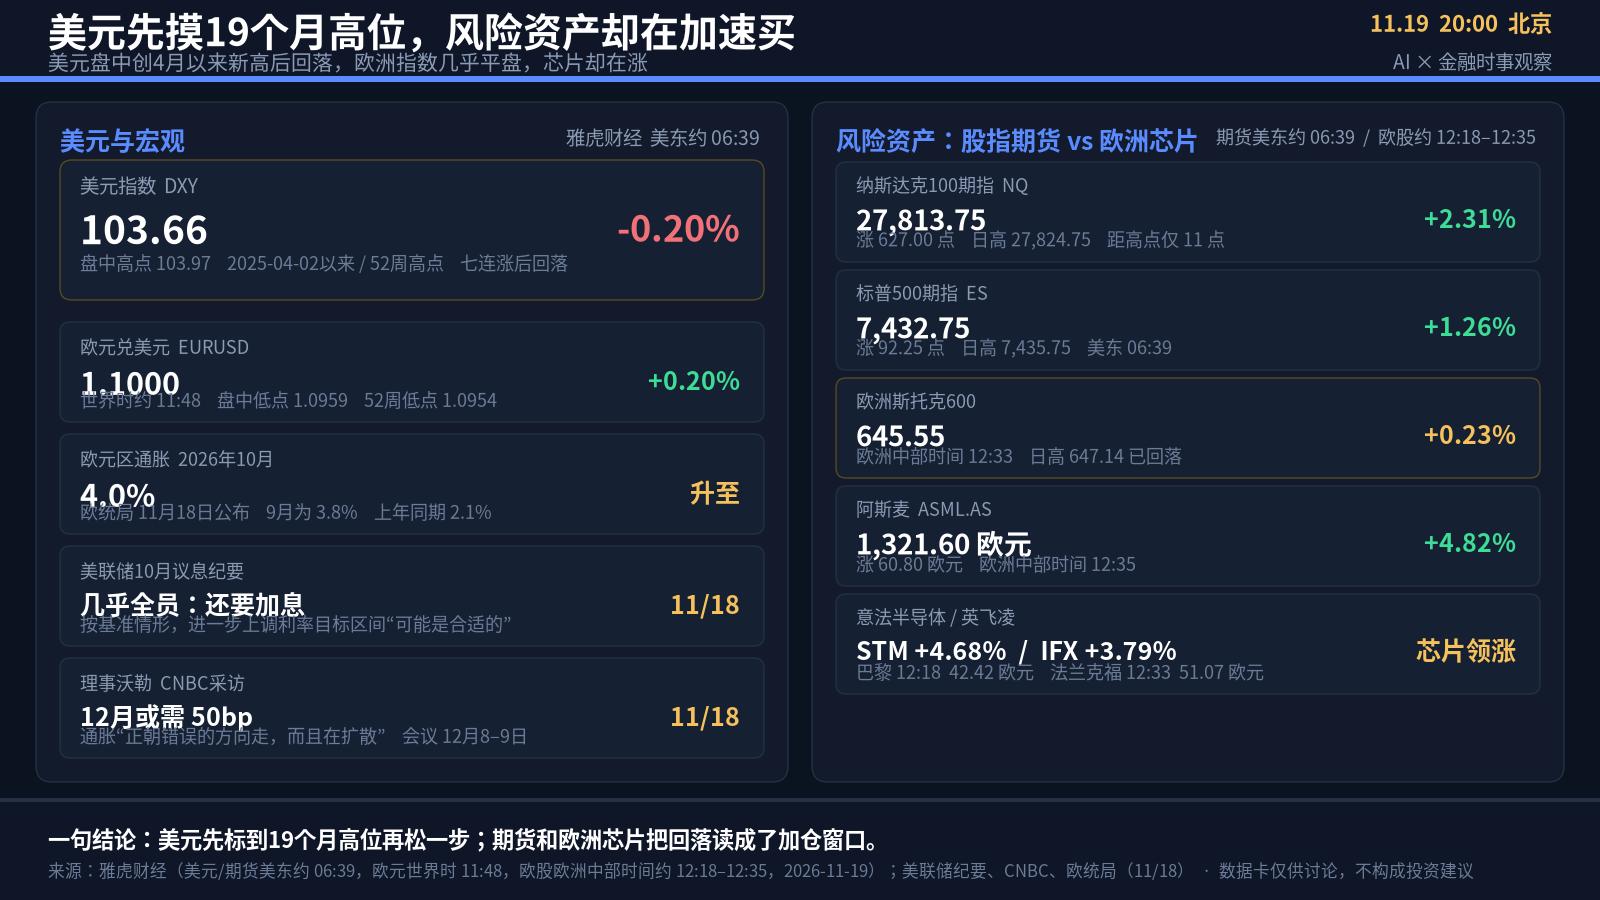 美元先摸19个月高位，风险资产却在加速买
11.19 20:00 北京
美元盘中创4月以来新高后回落，欧洲指数几乎平盘，芯片却在涨
AI × 金融时事观察
美元与宏观
雅虎财经 美东约 06:39
美元指数 DXY
103.66
-0.20%
盘中高点 103.97 2025-04-02以来 / 52周高点 七连涨后回落
欧元兑美元 EURUSD
1.1000
+0.20%
世界时约 11:48 盘中低点 1.0959 52周低点 1.0954
欧元区通胀 2026年10月
4.0%
升至
欧统局 11月18日公布 9月为 3.8% 上年同期 2.1%
美联储10月议息纪要
几乎全员：还要加息
11/18
按基准情形，进一步上调利率目标区间“可能是合适的”
理事沃勒 CNBC采访
12月或需 50bp
11/18
通胀“正朝错误的方向走，而且在扩散” 会议 12月8–9日
风险资产：股指期货 vs 欧洲芯片
期货美东约 06:39 / 欧股约 12:18–12:35
纳斯达克100期指 NQ
27,813.75
+2.31%
涨 627.00 点 日高 27,824.75 距高点仅 11 点
标普500期指 ES
7,432.75
+1.26%
涨 92.25 点 日高 7,435.75 美东 06:39
欧洲斯托克600
645.55
+0.23%
欧洲中部时间 12:33 日高 647.14 已回落
阿斯麦 ASML.AS
1,321.60 欧元
+4.82%
涨 60.80 欧元 欧洲中部时间 12:35
意法半导体 / 英飞凌
STM +4.68% / IFX +3.79%
芯片领涨
巴黎 12:18 42.42 欧元 法兰克福 12:33 51.07 欧元
一句结论：美元先标到19个月高位再松一步；期货和欧洲芯片把回落读成了加仓窗口。
来源：雅虎财经（美元/期货美东约 06:39，欧元世界时 11:48，欧股欧洲中部时间约 12:18–12:35，2026-11-19）；美联储纪要、CNBC、欧统局（11/18） · 数据卡仅供讨论，不构成投资建议